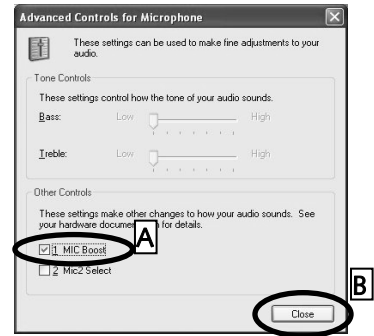 Advanced Controls for Microphone
These settings can be used to make fine adjustments to your
audio.
Tone Controls
These settings control how the tone of your audio sounds.
Bass: Low High
Treble: Low High
Other Controls
These settings make other changes to how your audio sounds. See
your hardware for details.
1 MIC Boost
A
2 Mic2 Select
B
Close